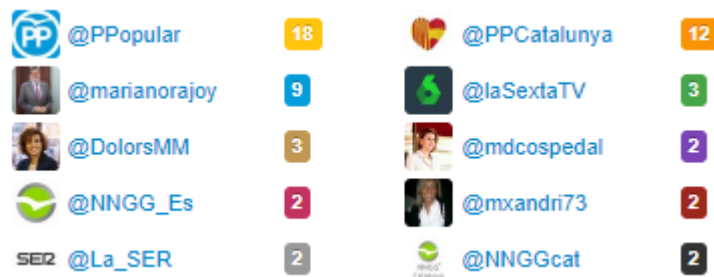 PP @PPopular 18 @PPCatalunya 12
@marianorajoy 9 @laSextaTV 3
@DolorsMM 3 @mdcospedal 2
@NNGG_Es 2 @mxandri73 2
SER @La_SER 2 @NNGGcat 2